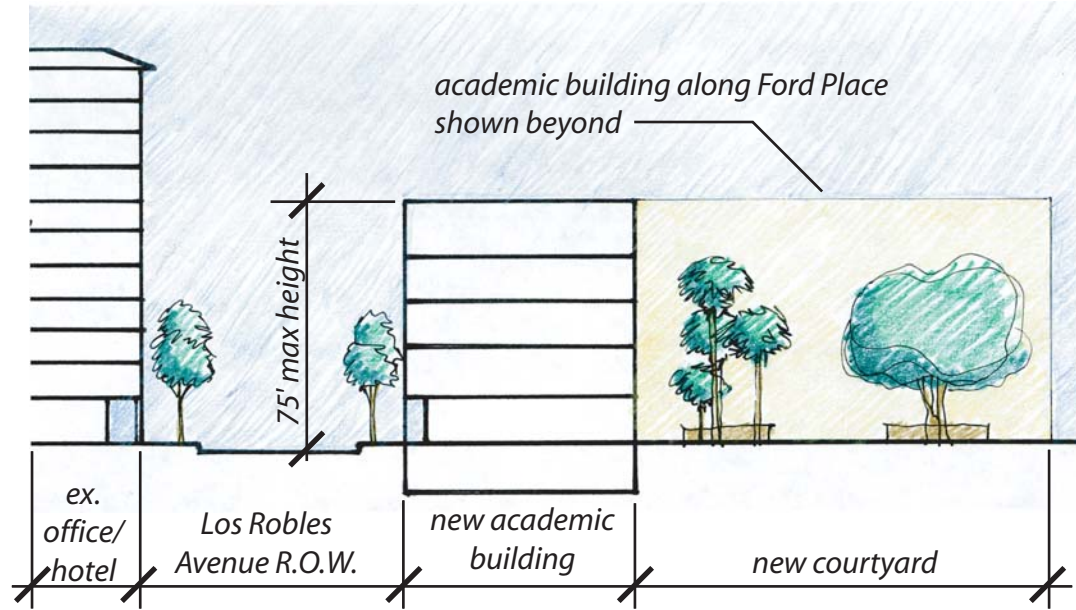 academic building along Ford Place
shown beyond
75' max height
ex.
office/
hotel
Los Robles
Avenue R.O.W.
new academic
building
new courtyard